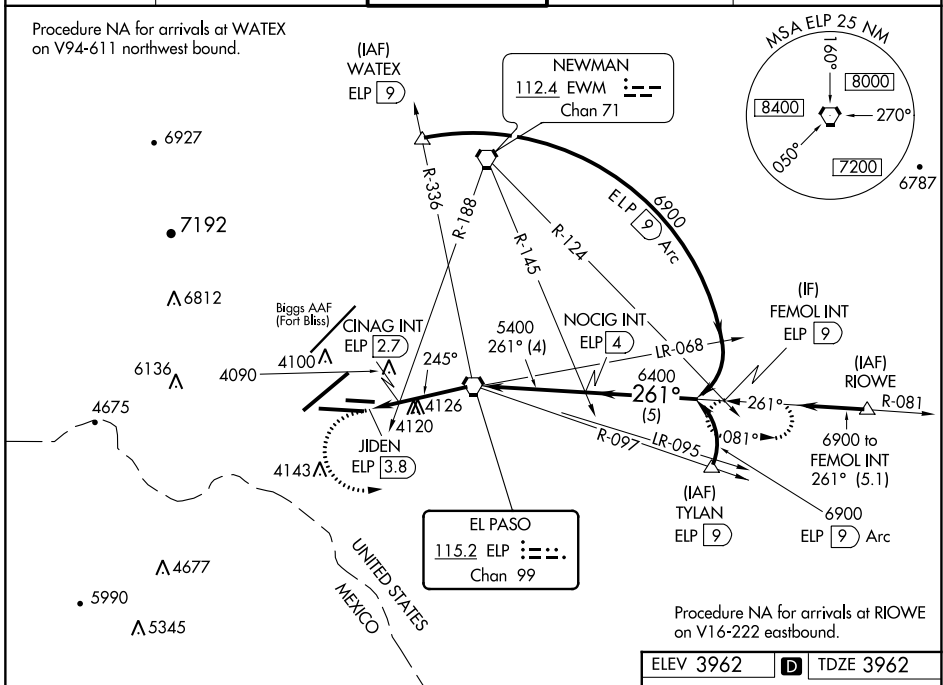 Procedure NA for arrivals at WATEX
on V94-611 northwest bound.
(IAF)
WATEX
ELP 9
NEWMAN
112.4 EWM
Chan 71
MSA ELP 25 NM
160°
8000
8400
270°
050°
7200
6787
6927
7192
6812
6136
4675
R-336
R-188
R-145
R-124
6900
ELP 9 Arc
Biggs AAF
(Fort Bliss)
CINAG INT
ELP 2.7
4100
4090
245°
5400
261° (4)
NOCIG INT
ELP 4
LR-068
(IF)
FEMOL INT
ELP 9
(IAF)
RIOWE
R-081
6400
261°
(5)
261°
081°
4126
4120
JIDEN
ELP 3.8
4143
R-097
LR-095
6900 to
FEMOL INT
261° (5.1)
(IAF)
TYLAN
ELP 9
6900
ELP 9 Arc
EL PASO
115.2 ELP
Chan 99
UNITED STATES
MEXICO
4677
5990
5345
Procedure NA for arrivals at RIOWE
on V16-222 eastbound.
ELEV 3962 D TDZE 3962